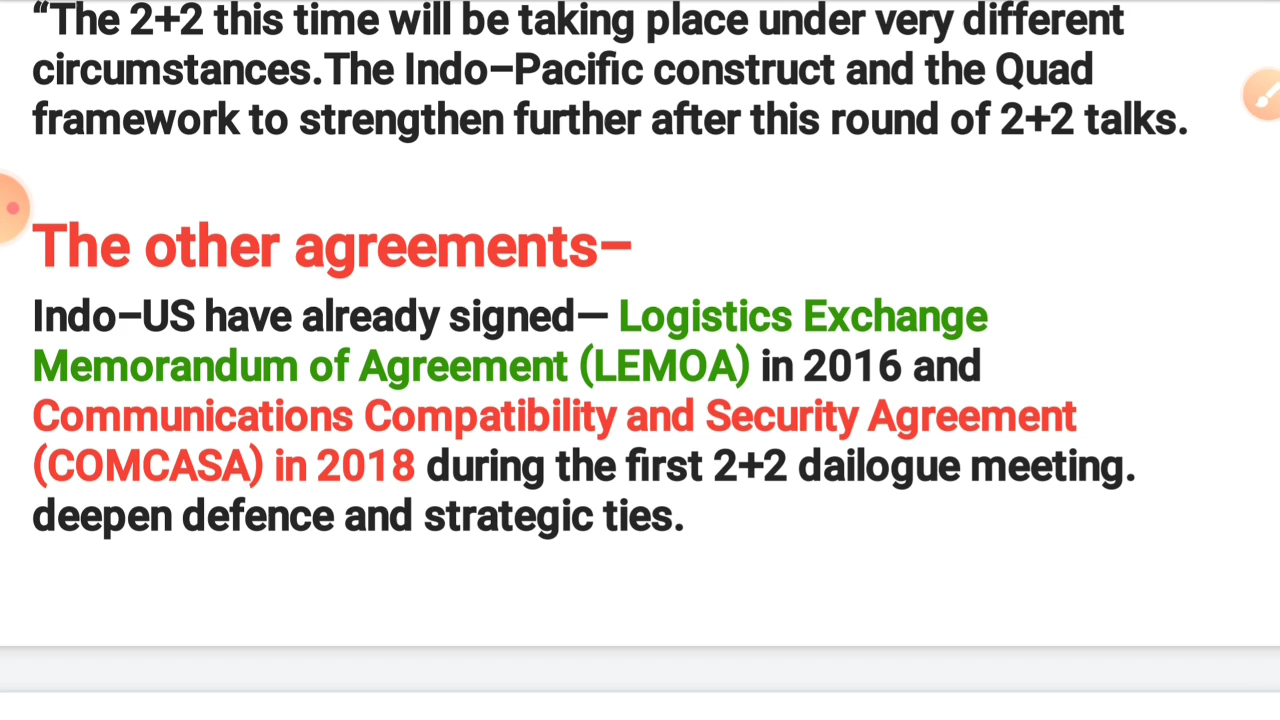 “The 2+2 this time will be taking place under very different
circumstances.The Indo–Pacific construct and the Quad
framework to strengthen further after this round of 2+2 talks.
The other agreements–
Indo–US have already signed— Logistics Exchange
Memorandum of Agreement (LEMOA) in 2016 and
Communications Compatibility and Security Agreement
(COMCASA) in 2018 during the first 2+2 dailogue meeting.
deepen defence and strategic ties.